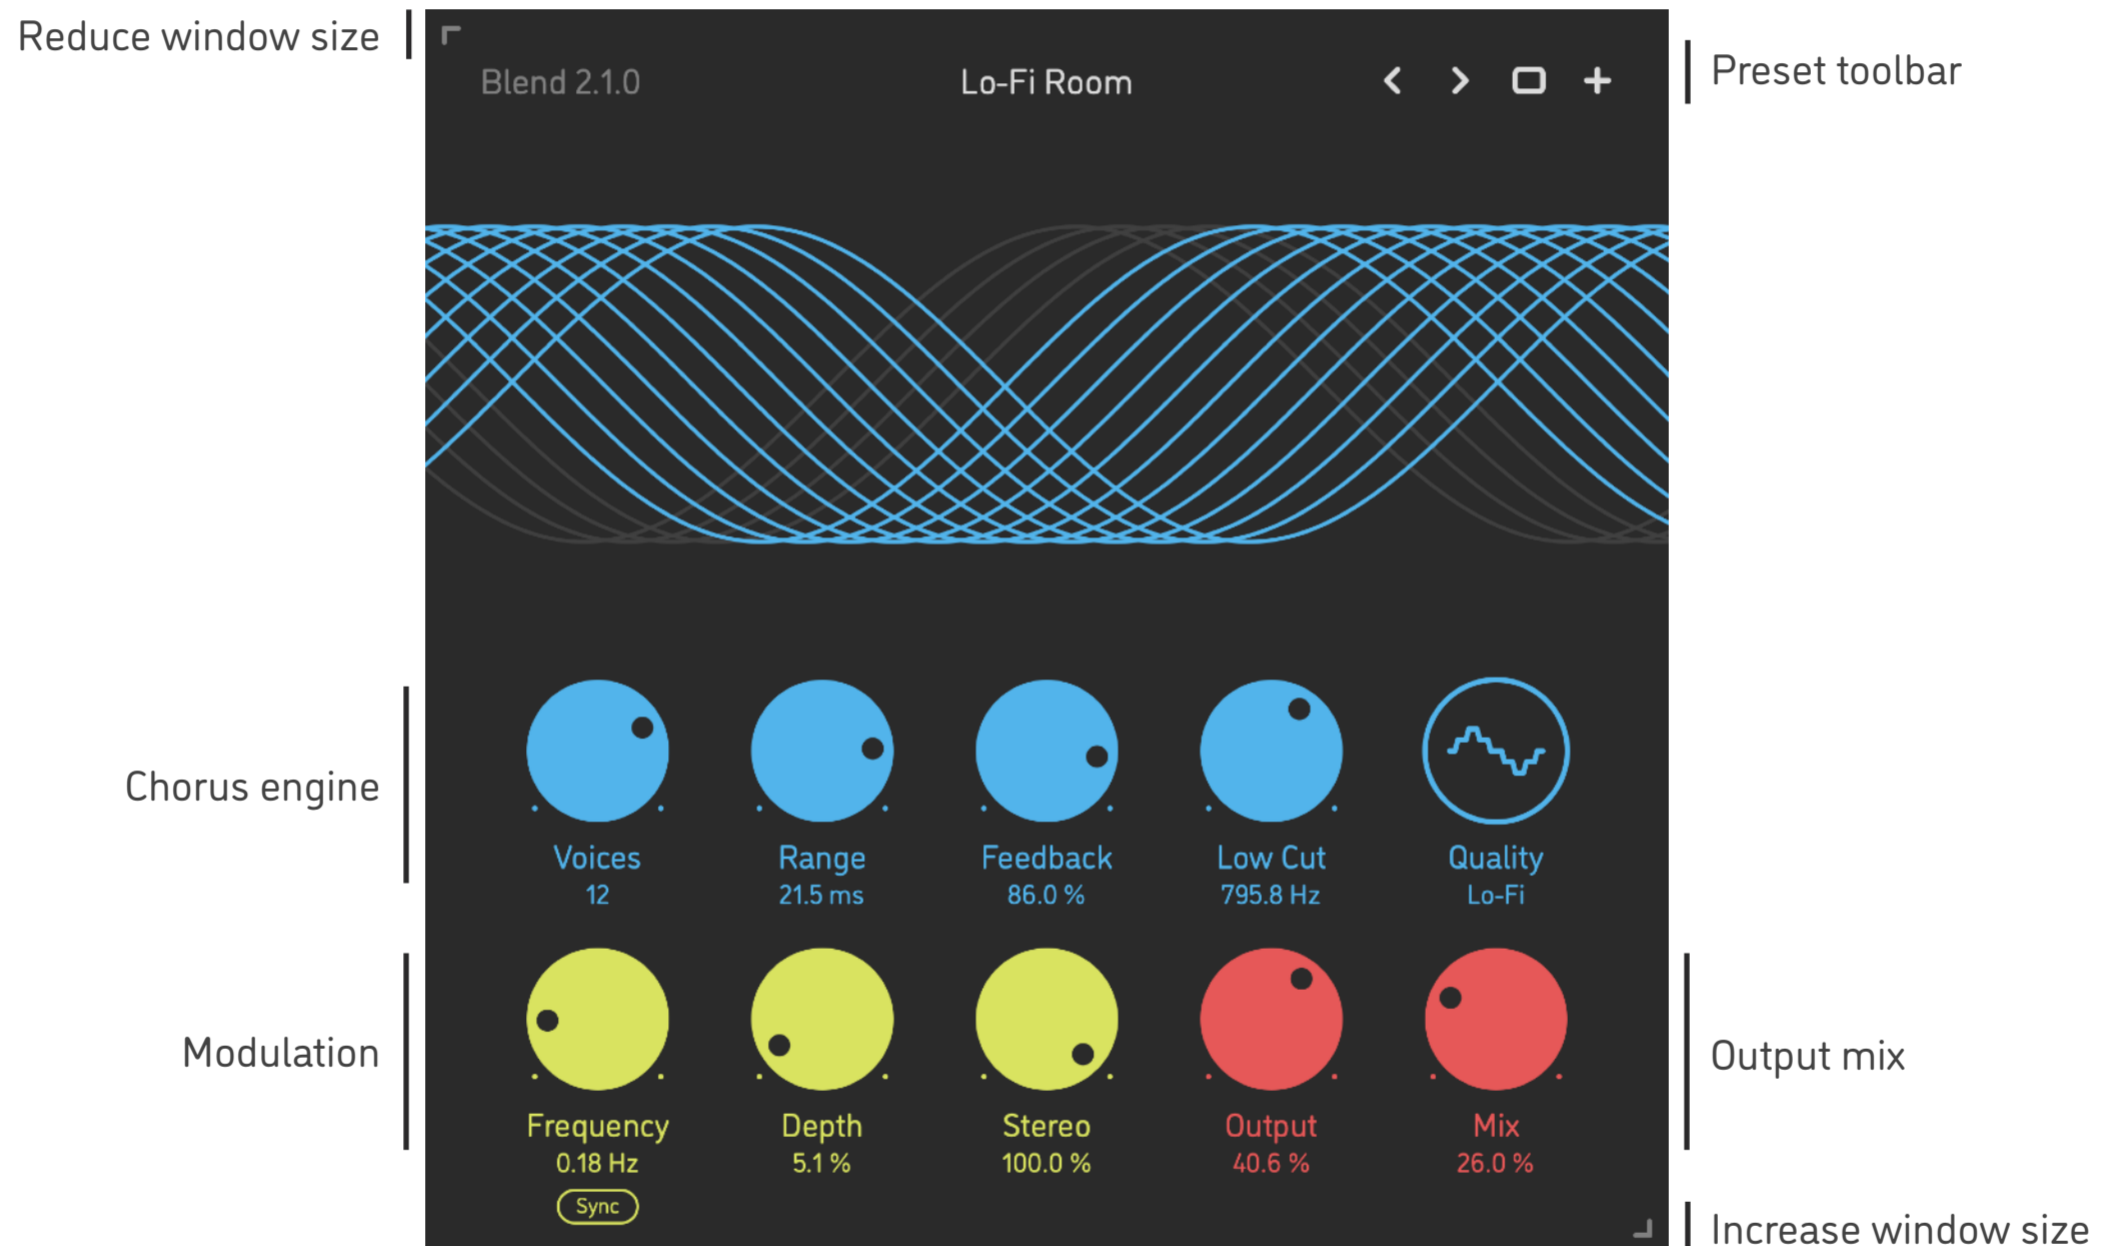 Reduce window size
Blend 2.1.0
Lo-Fi Room
Preset toolbar
Chorus engine
Voices
12
Range
21.5 ms
Feedback
86.0 %
Low Cut
795.8 Hz
Quality
Lo-Fi
Modulation
Frequency
0.18 Hz
Sync
Depth
5.1 %
Stereo
100.0 %
Output
40.6 %
Mix
26.0 %
Output mix
Increase window size